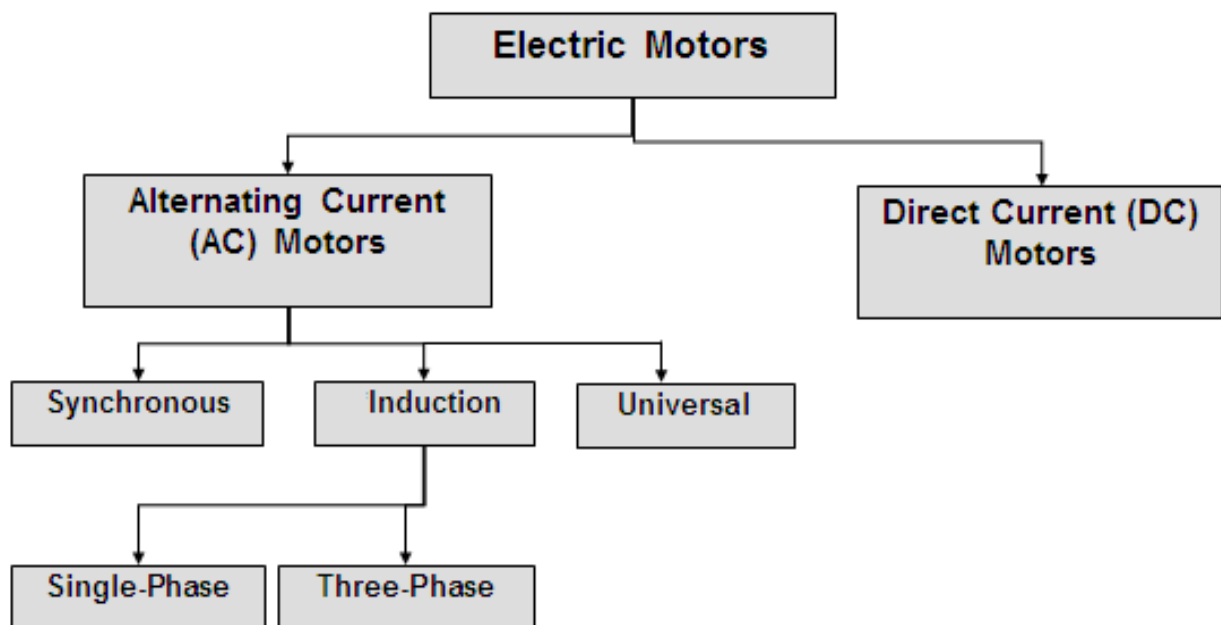 Electric Motors
Alternating Current
(AC) Motors
Direct Current (DC)
Motors
Synchronous
Induction
Universal
Single-Phase
Three-Phase